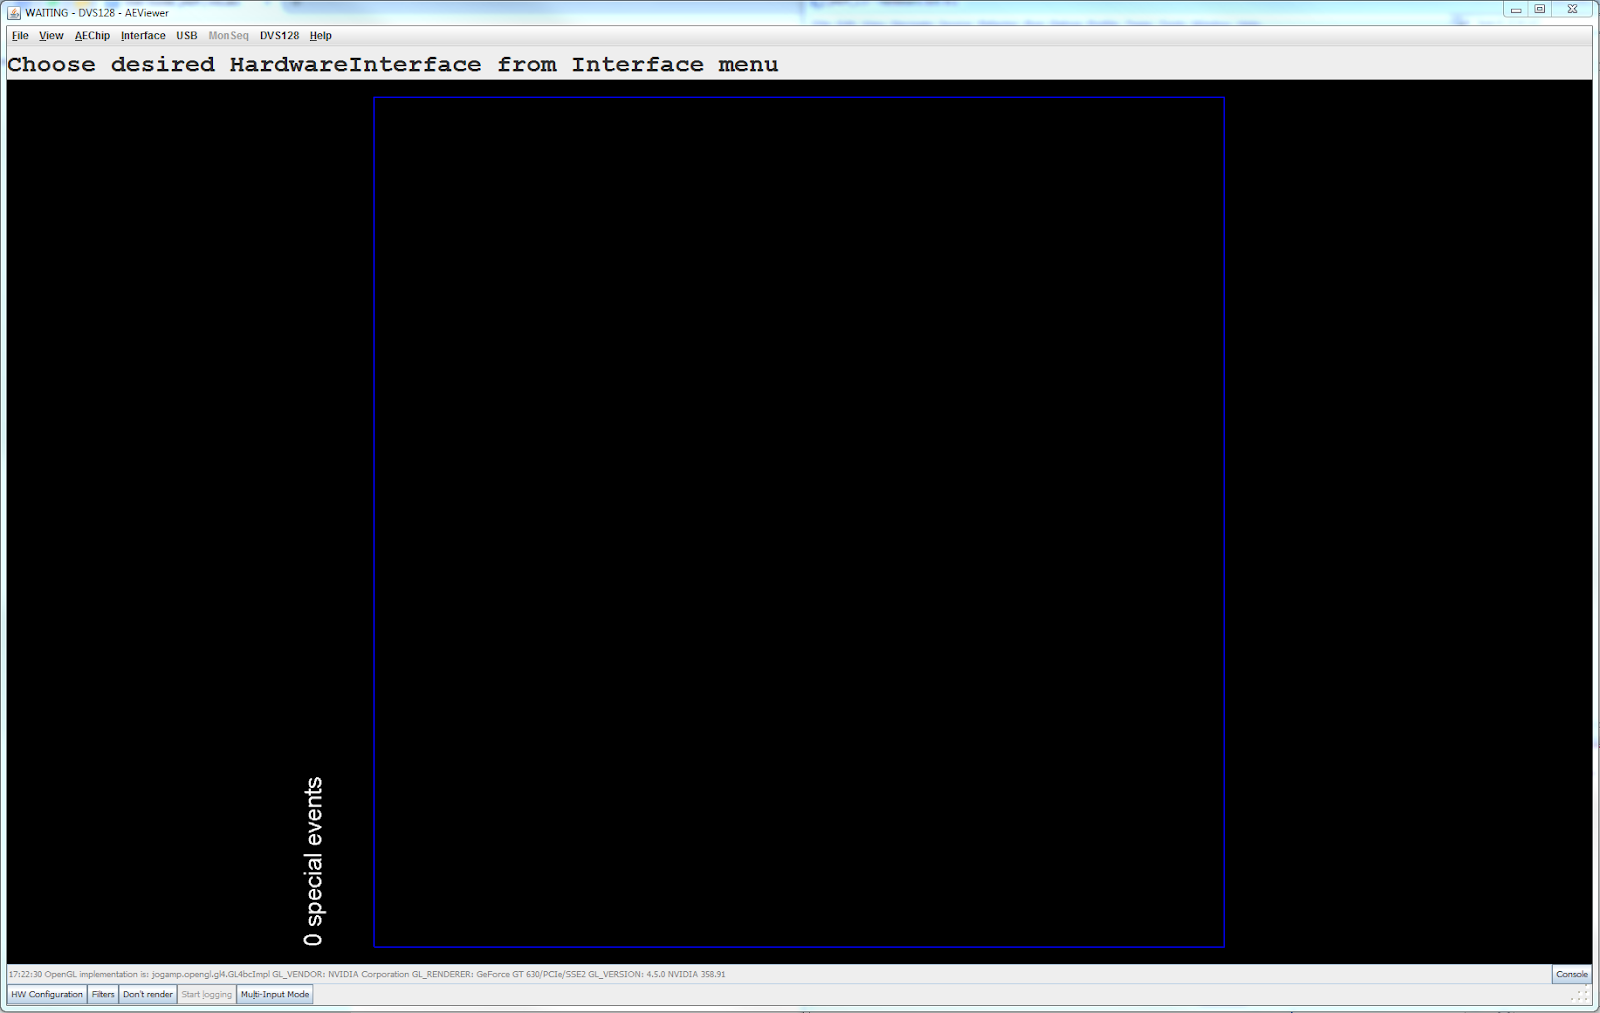 WAITING - DVS128 - AEViewer
File View AEChip Interface USB MonSeq DVS128 Help
Choose desired HardwareInterface from Interface menu
0 special events
17:22:30 OpenGL implementation is: jogamp.opengl.gl4.GL4bcImpl GL_VENDOR: NVIDIA Corporation GL_RENDERER: GeForce GT 630/PCIe/SSE2 GL_VERSION: 4.5.0 NVIDIA 358.91
Console
HW Configuration Filters Don't render Start logging Multi-Input Mode